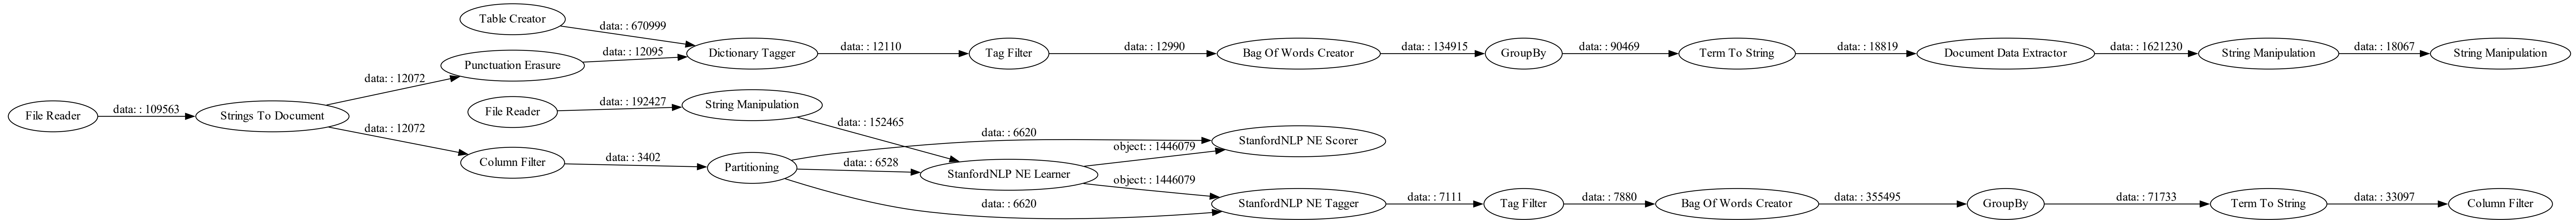 Table Creator
data: : 670999
Punctuation Erasure
data: : 12095
Dictionary Tagger
data: : 12110
Tag Filter
data: : 12990
Bag Of Words Creator
data: : 134915
GroupBy
data: : 90469
Term To String
data: : 18819
Document Data Extractor
data: : 1621230
String Manipulation
data: : 18067
String Manipulation
File Reader
data: : 109563
Strings To Document
data: : 12072
data: : 12072
File Reader
data: : 192427
String Manipulation
data: : 152465
Column Filter
data: : 3402
Partitioning
data: : 6620
data: : 6528
data: : 6620
StanfordNLP NE Learner
object: : 1446079
object: : 1446079
StanfordNLP NE Scorer
StanfordNLP NE Tagger
data: : 7111
Tag Filter
data: : 7880
Bag Of Words Creator
data: : 355495
GroupBy
data: : 71733
Term To String
data: : 33097
Column Filter